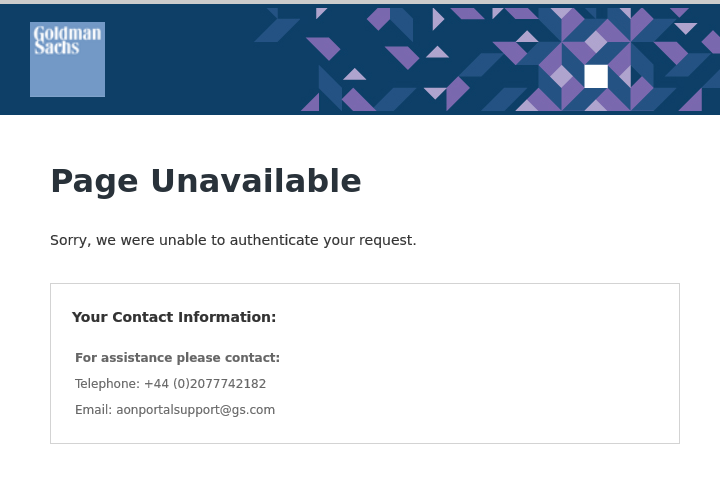 Goldman
Sachs
Page Unavailable
Sorry, we were unable to authenticate your request.
Your Contact Information:
For assistance please contact:
Telephone: +44 (0)2077742182
Email: aonportalsupport@gs.com